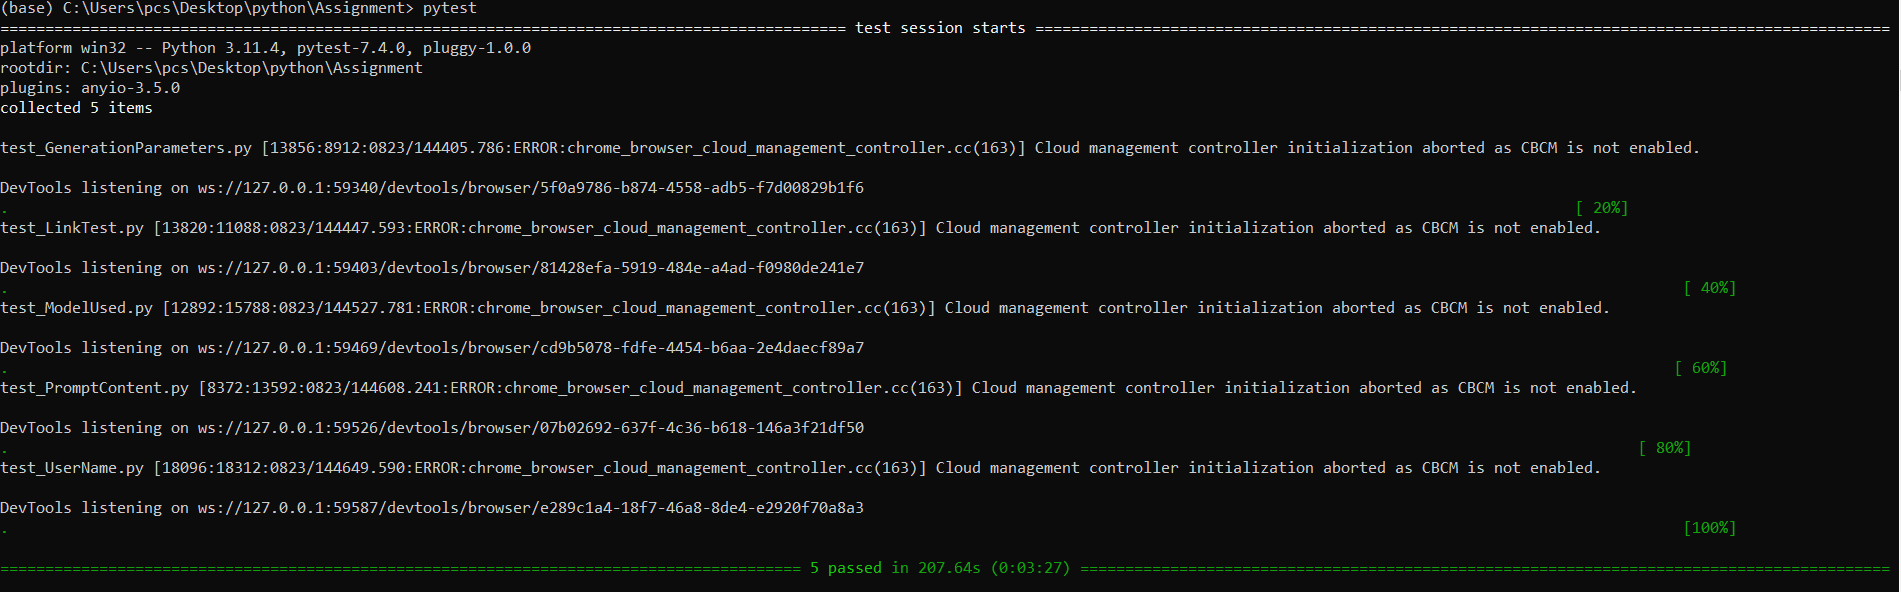 (base) C:\Users\pcs\Desktop\python\Assignment> pytest
============================================================================================== test session starts ===============================================================================================
platform win32 -- Python 3.11.4, pytest-7.4.0, pluggy-1.0.0
rootdir: C:\Users\pcs\Desktop\python\Assignment
plugins: anyio-3.5.0
collected 5 items
test_GenerationParameters.py [13856:8912:0823/144405.786:ERROR:chrome_browser_cloud_management_controller.cc(163)] Cloud management controller initialization aborted as CBCM is not enabled.
DevTools listening on ws://127.0.0.1:59340/devtools/browser/5f0a9786-b874-4558-adb5-f7d00829b1f6
. [ 20%]
test_LinkTest.py [13820:11088:0823/144447.593:ERROR:chrome_browser_cloud_management_controller.cc(163)] Cloud management controller initialization aborted as CBCM is not enabled.
DevTools listening on ws://127.0.0.1:59403/devtools/browser/81428efa-5919-484e-a4ad-f0980de241e7
. [ 40%]
test_ModelUsed.py [12892:15788:0823/144527.781:ERROR:chrome_browser_cloud_management_controller.cc(163)] Cloud management controller initialization aborted as CBCM is not enabled.
DevTools listening on ws://127.0.0.1:59469/devtools/browser/cd9b5078-fdfe-4454-b6aa-2e4daecf89a7
. [ 60%]
test_PromptContent.py [8372:13592:0823/144608.241:ERROR:chrome_browser_cloud_management_controller.cc(163)] Cloud management controller initialization aborted as CBCM is not enabled.
DevTools listening on ws://127.0.0.1:59526/devtools/browser/07b02692-637f-4c36-b618-146a3f21df50
. [ 80%]
test_UserName.py [18096:18312:0823/144649.590:ERROR:chrome_browser_cloud_management_controller.cc(163)] Cloud management controller initialization aborted as CBCM is not enabled.
DevTools listening on ws://127.0.0.1:59587/devtools/browser/e289c1a4-18f7-46a8-8de4-e2920f70a8a3
. [100%]
========================================================================================= 5 passed in 207.64s (0:03:27) ==========================================================================================